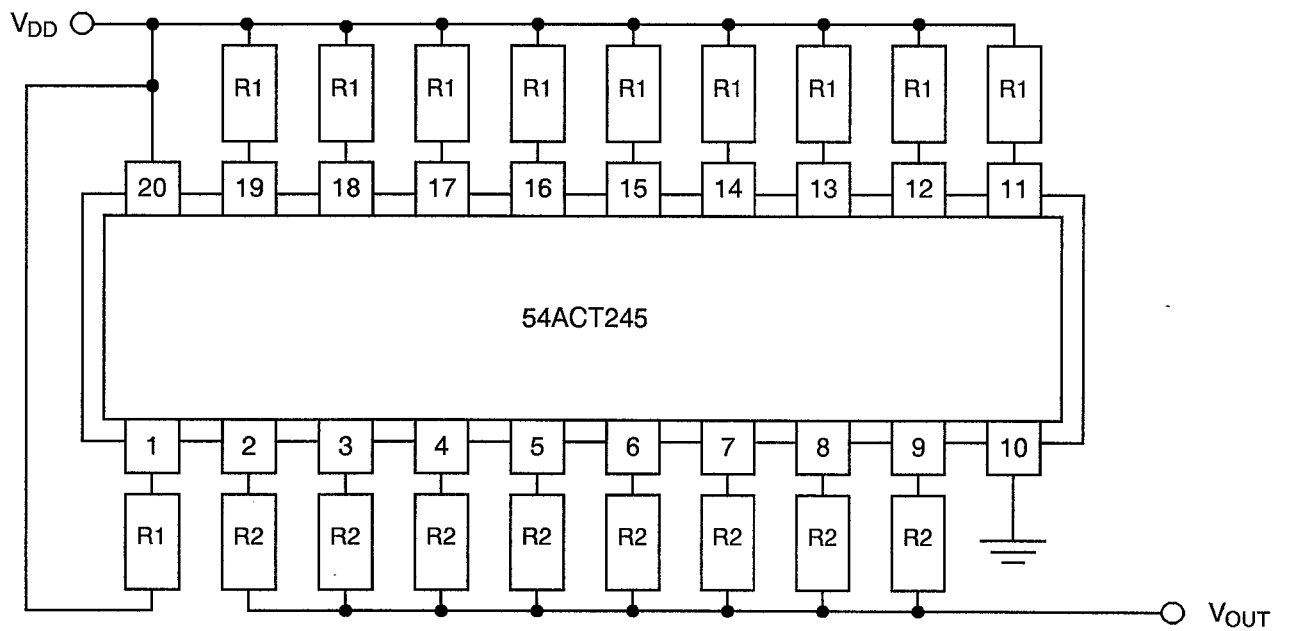 VDD
R1 R1 R1 R1 R1 R1 R1 R1 R1
20 19 18 17 16 15 14 13 12 11
54ACT245
1 2 3 4 5 6 7 8 9 10
R1 R2 R2 R2 R2 R2 R2 R2 R2
VOUT